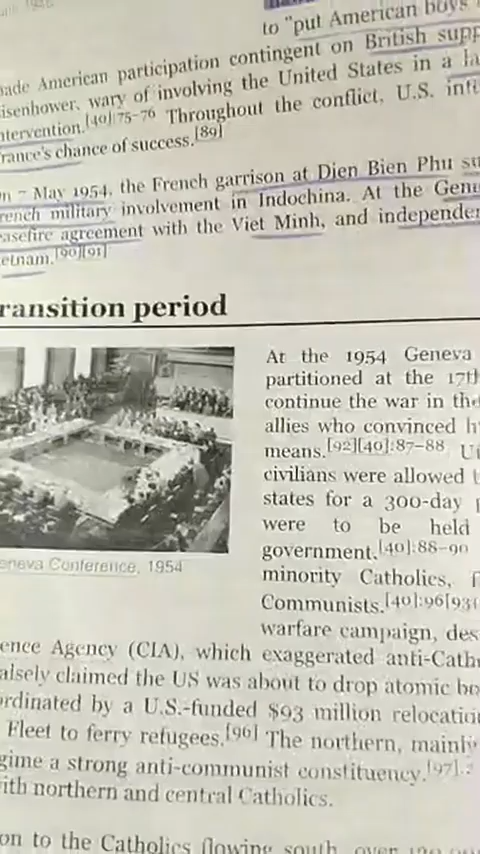 to "put American boys
ade American participation contingent on British supp
isenhower, wary of involving the United States in a la
ntervention.[40]:75–76 Throughout the conflict, U.S. int
rance's chance of success.[89]
n – May 1954, the French garrison at Dien Bien Phu su
rench military involvement in Indochina. At the Gene
easefire agreement with the Viet Minh, and independen
etnam.[90][91]
ransition period
At the 1954 Geneva
partitioned at the 17th
continue the war in the
allies who convinced h
means.[92][40]:87–88 U
civilians were allowed t
states for a 300-day p
were to be held
government.[40]:88–90
eneva Conference, 1954
minority Catholics, f
Communists.[40]:96[93]
warfare campaign, des
ence Agency (CIA), which exaggerated anti-Cath
alsely claimed the US was about to drop atomic bo
ordinated by a U.S.-funded $93 million relocatio
Fleet to ferry refugees.[96] The northern, mainly
gime a strong anti-communist constituency.[97]:
ith northern and central Catholics.
on to the Catholics flowing south, over